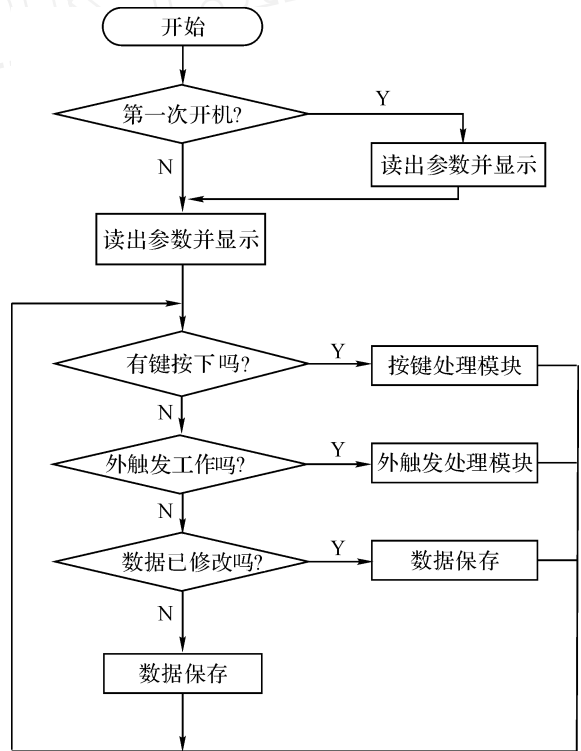 开始
第一次开机?
Y
读出参数并显示
N
读出参数并显示
有键按下吗?
Y
按键处理模块
N
外触发工作吗?
Y
外触发处理模块
N
数据已修改吗?
Y
数据保存
N
数据保存